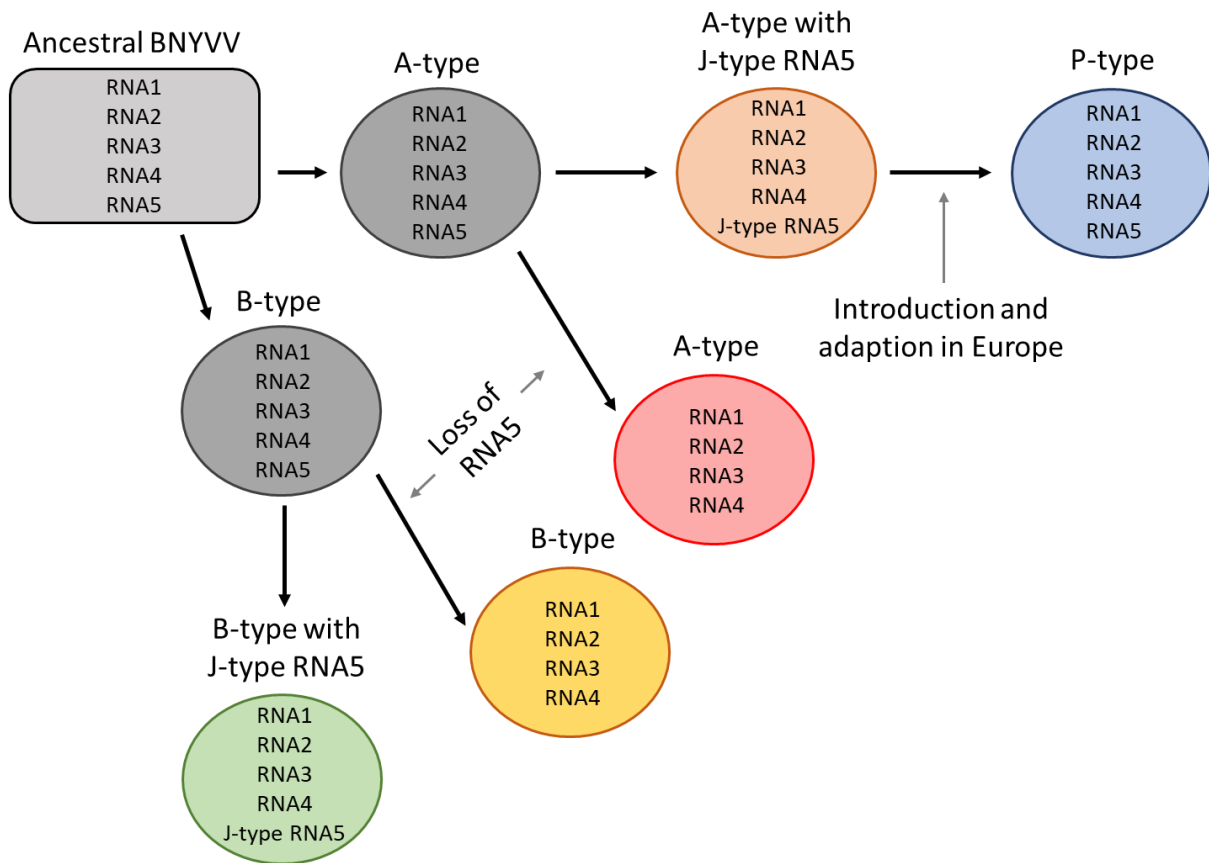 Ancestral BNYVV
RNA1
RNA2
RNA3
RNA4
RNA5
A-type
RNA1
RNA2
RNA3
RNA4
RNA5
A-type with
J-type RNA5
RNA1
RNA2
RNA3
RNA4
J-type RNA5
P-type
RNA1
RNA2
RNA3
RNA4
RNA5
Introduction and
adaption in Europe
B-type
RNA1
RNA2
RNA3
RNA4
RNA5
Loss of
RNA5
A-type
RNA1
RNA2
RNA3
RNA4
B-type
RNA1
RNA2
RNA3
RNA4
B-type with
J-type RNA5
RNA1
RNA2
RNA3
RNA4
J-type RNA5